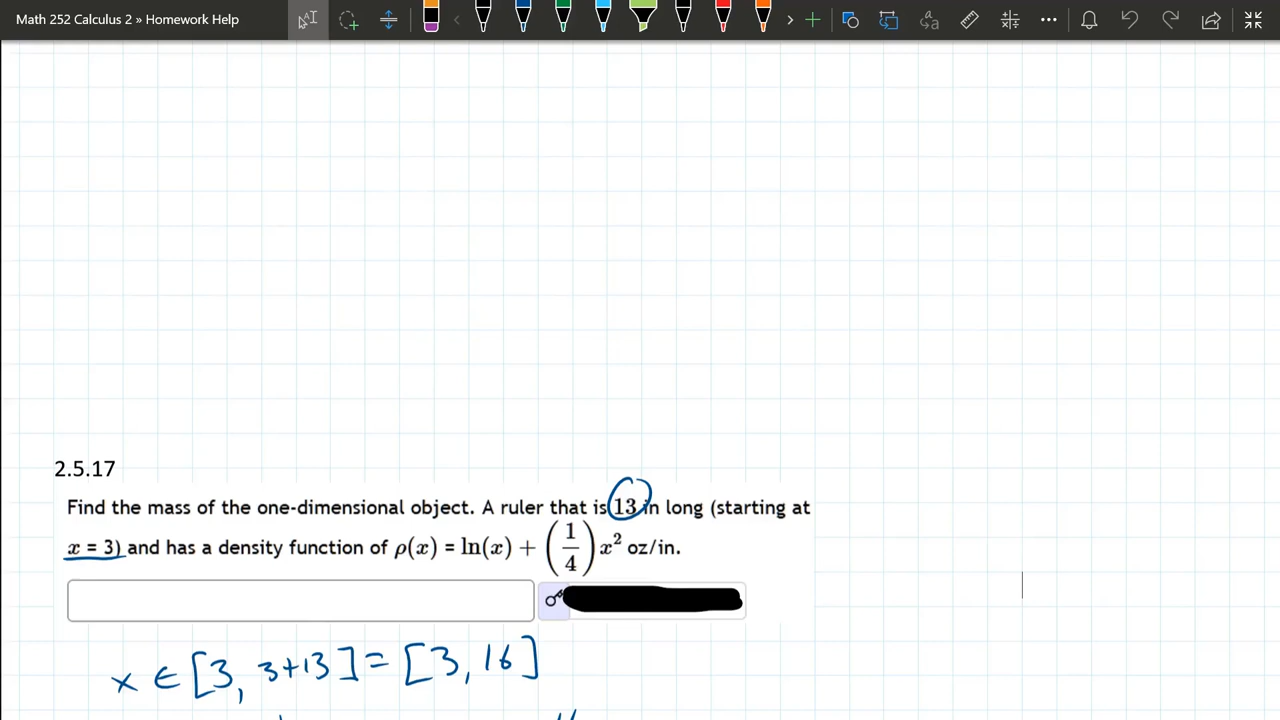 Math 252 Calculus 2 » Homework Help
2.5.17
Find the mass of the one-dimensional object. A ruler that is 13 in long (starting at
x = 3) and has a density function of ρ(x) = ln(x) + (1/4) x² oz/in.
x ∈ [3, 3+13] = [3, 16]